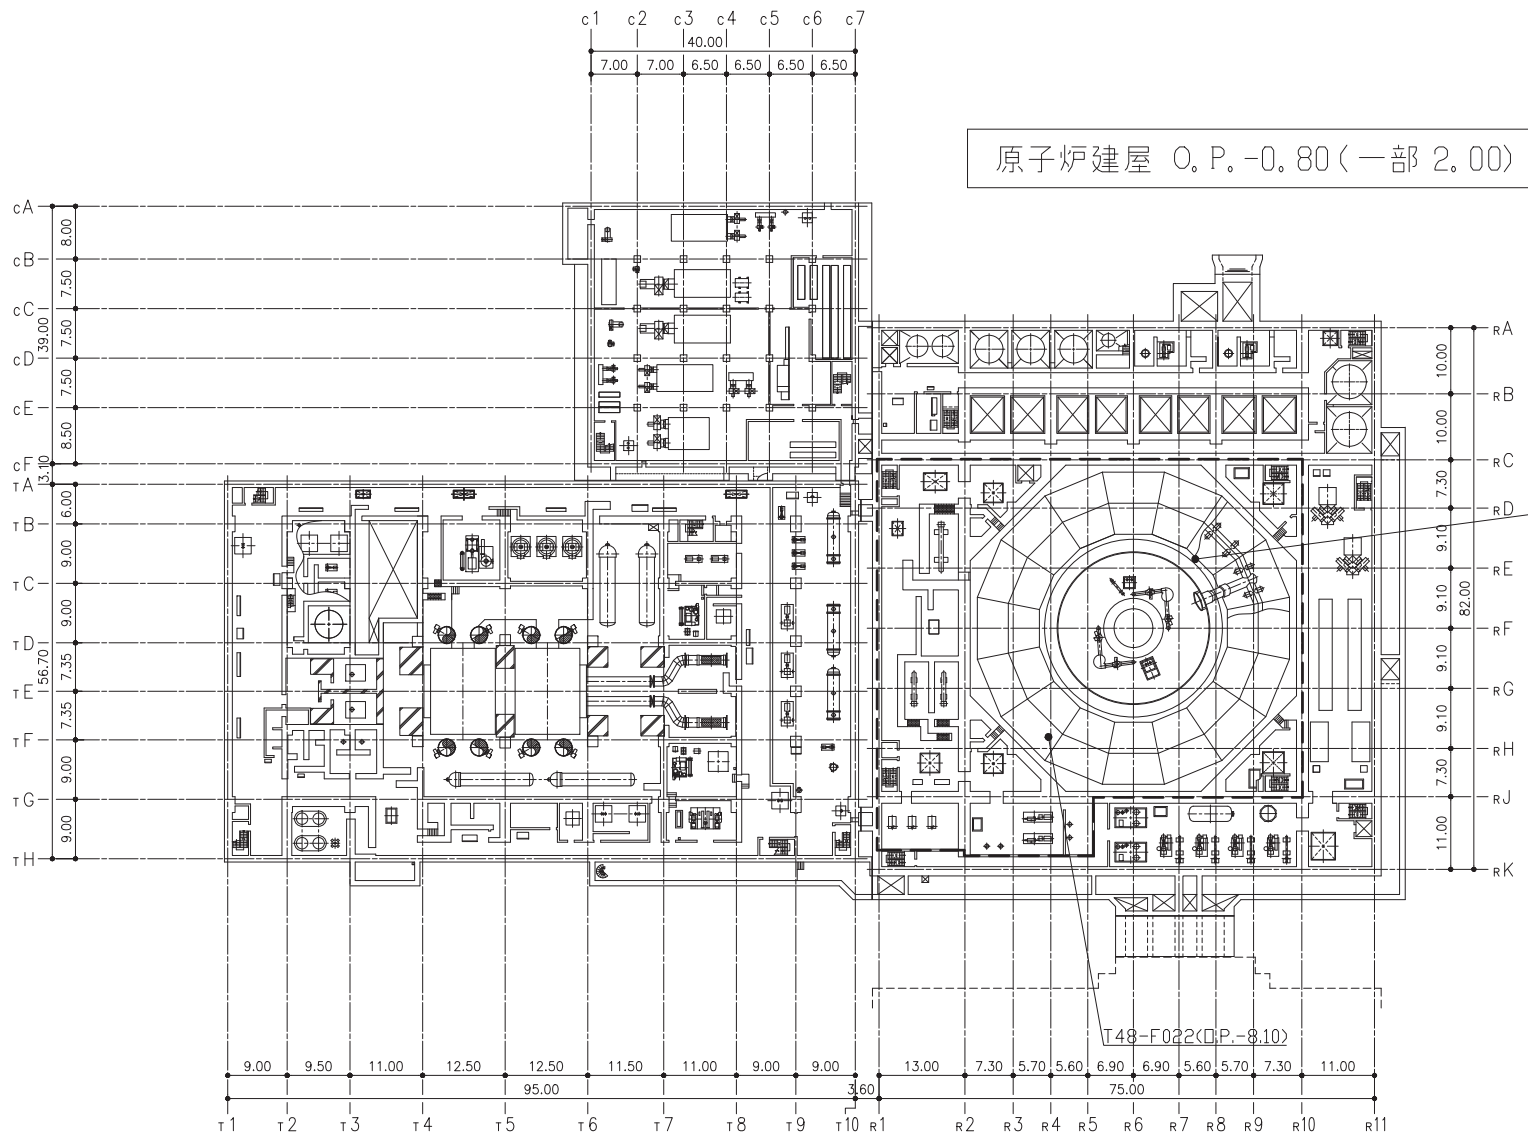 c1 c2 c3 c4 c5 c6 c7
40.00
7.00 7.00 6.50 6.50 6.50 6.50
原子炉建屋 O.P.-0.80(一部 2.00)
cA
8.00
cB
7.50
cC
7.50
39.00
cD
7.50
cE
8.50
cF
3.10
TA
6.00
TB
9.00
TC
9.00
TD
7.35
56.70
TE
7.35
TF
9.00
TG
9.00
TH
RA
10.00
RB
10.00
RC
7.30
RD
9.10
RE
9.10
82.00
RF
9.10
RG
9.10
RH
7.30
RJ
11.00
RK
T48-F022(O.P.-8.10)
9.00 9.50 11.00 12.50 12.50 11.50 11.00 9.00 9.00 13.00 7.30 5.70 5.60 6.90 6.90 5.60 5.70 7.30 11.00
95.00 3.60 75.00
T1 T2 T3 T4 T5 T6 T7 T8 T9 T10 R1 R2 R3 R4 R5 R6 R7 R8 R9 R10 R11